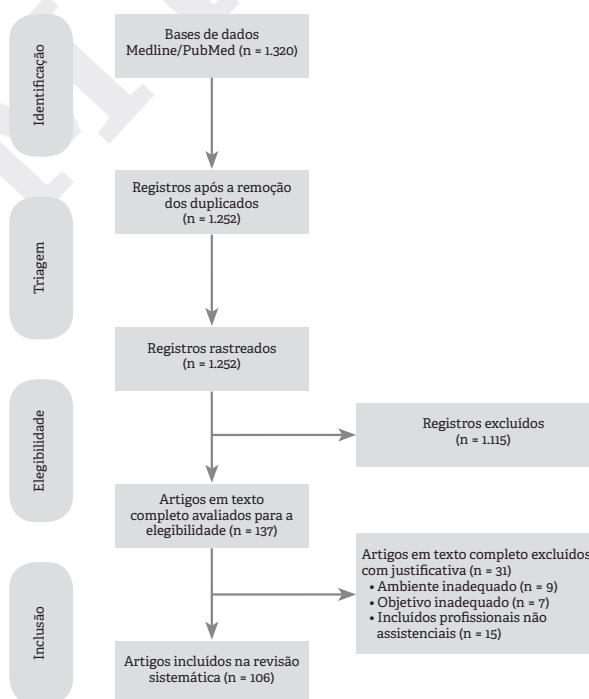 Identificação
Bases de dados
Medline/PubMed (n = 1.320)
Registros após a remoção
dos duplicados
(n = 1.252)
Triagem
Registros rastreados
(n = 1.252)
Elegibilidade
Registros excluídos
(n = 1.115)
Artigos em texto
completo avaliados para a
elegibilidade (n = 137)
Artigos em texto completo excluídos
com justificativa (n = 31)
• Ambiente inadequado (n = 9)
• Objetivo inadequado (n = 7)
• Incluídos profissionais não
assistenciais (n = 15)
Inclusão
Artigos incluídos na revisão
sistemática (n = 106)